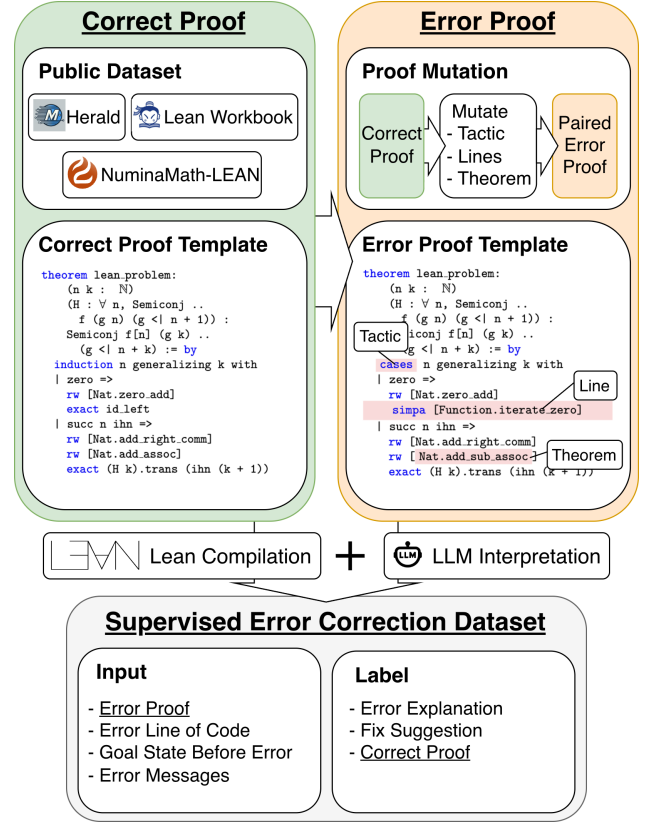 Correct Proof
Public Dataset
Herald
Lean Workbook
NuminaMath-LEAN
Correct Proof Template
theorem lean_problem:
(n k : ℕ)
(H : ∀ n, Semiconj ..
f (g n) (g <| n + 1)) :
Semiconj f[n] (g k) ..
(g <| n + k) := by
induction n generalizing k with
| zero =>
rw [Nat.zero_add]
exact id_left
| succ n ihn =>
rw [Nat.add_right_comm]
rw [Nat.add_assoc]
exact (H k).trans (ihn (k + 1))
Error Proof
Proof Mutation
Correct
Proof
Mutate
- Tactic
- Lines
- Theorem
Paired
Error
Proof
Error Proof Template
theorem lean_problem:
(n k : ℕ)
(H : ∀ n, Semiconj ..
f (g n) (g <| n + 1)) :
iconj f[n] (g k) ..
(g <| n + k) := by
Tactic
cases n generalizing k with
| zero =>
rw [Nat.zero_add]
Line
simpa [Function.iterate_zero]
| succ n ihn =>
rw [Nat.add_right_comm]
rw [ Nat.add_sub_assoc
Theorem
exact (H k).trans (ihn (k + 1))
LEAN Lean Compilation
+
LLM LLM Interpretation
Supervised Error Correction Dataset
Input
- Error Proof
- Error Line of Code
- Goal State Before Error
- Error Messages
Label
- Error Explanation
- Fix Suggestion
- Correct Proof